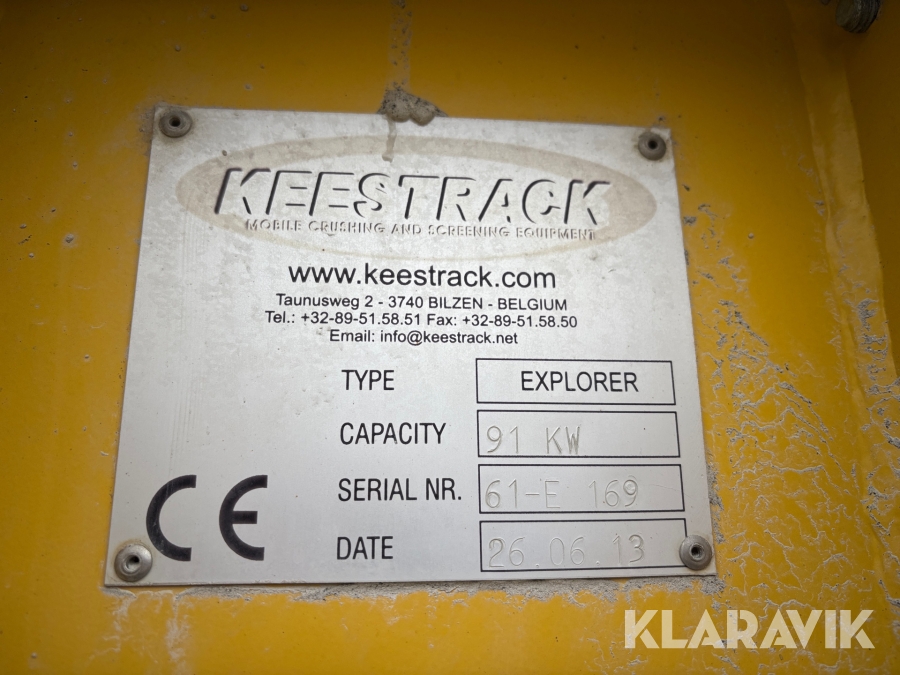 KEESTRACK
MOBILE CRUSHING AND SCREENING EQUIPMENT
www.keestrack.com
Taunusweg 2 - 3740 BILZEN - BELGIUM
Tel.: +32-89-51.58.51 Fax: +32-89-51.58.50
Email: info@keestrack.net
TYPE EXPLORER
CAPACITY 91 KW
SERIAL NR. 61-E 169
DATE 26.06.13
CE
KLARAVIK